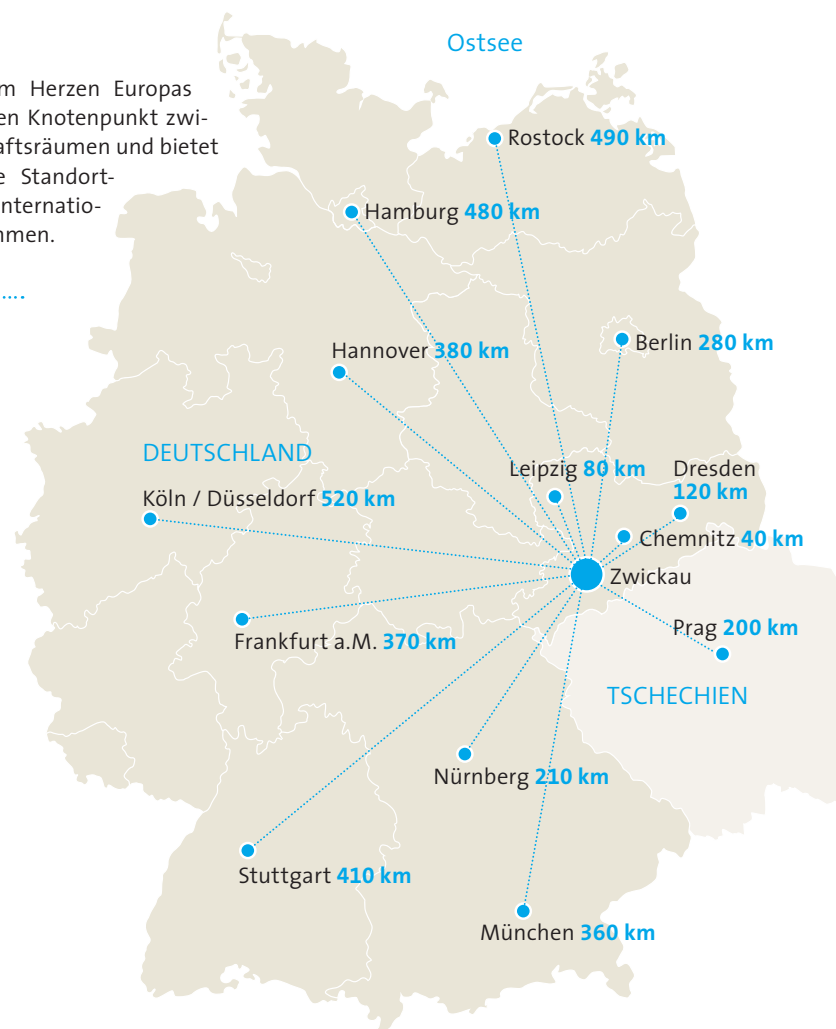 Ostsee
m Herzen Europas
en Knotenpunkt zwi-
aftsräumen und bietet
e Standort-
nternatio-
men.
.....
Rostock 490 km
Hamburg 480 km
Hannover 380 km
Berlin 280 km
DEUTSCHLAND
Leipzig 80 km
Dresden
120 km
Köln / Düsseldorf 520 km
Chemnitz 40 km
Zwickau
Frankfurt a.M. 370 km
Prag 200 km
TSCHECHIEN
Nürnberg 210 km
Stuttgart 410 km
München 360 km